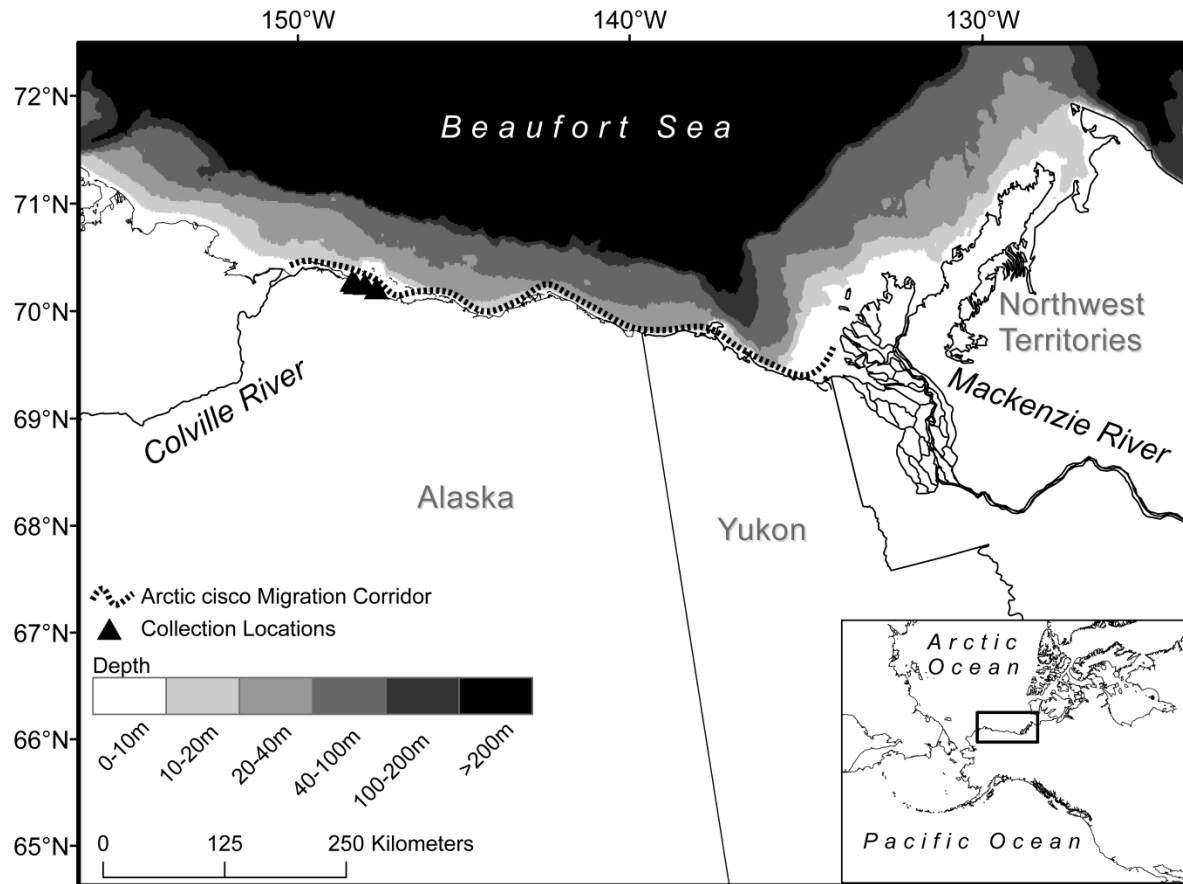 150°W 140°W 130°W
72°N
Beaufort Sea
71°N
70°N
Northwest
Territories
69°N
Colville River
Mackenzie River
68°N
Alaska
Yukon
67°N
Arctic cisco Migration Corridor
Collection Locations
Depth
0-10m 10-20m 20-40m 40-100m 100-200m >200m
66°N
65°N
0 125 250 Kilometers
Arctic
Ocean
Pacific Ocean